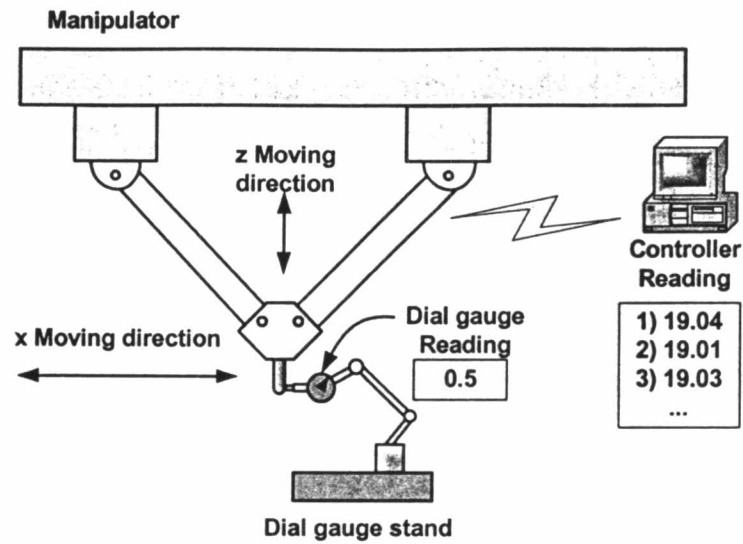 Manipulator
z Moving
direction
Controller
Reading
x Moving direction
Dial gauge
Reading
0.5
1) 19.04
2) 19.01
3) 19.03
...
Dial gauge stand